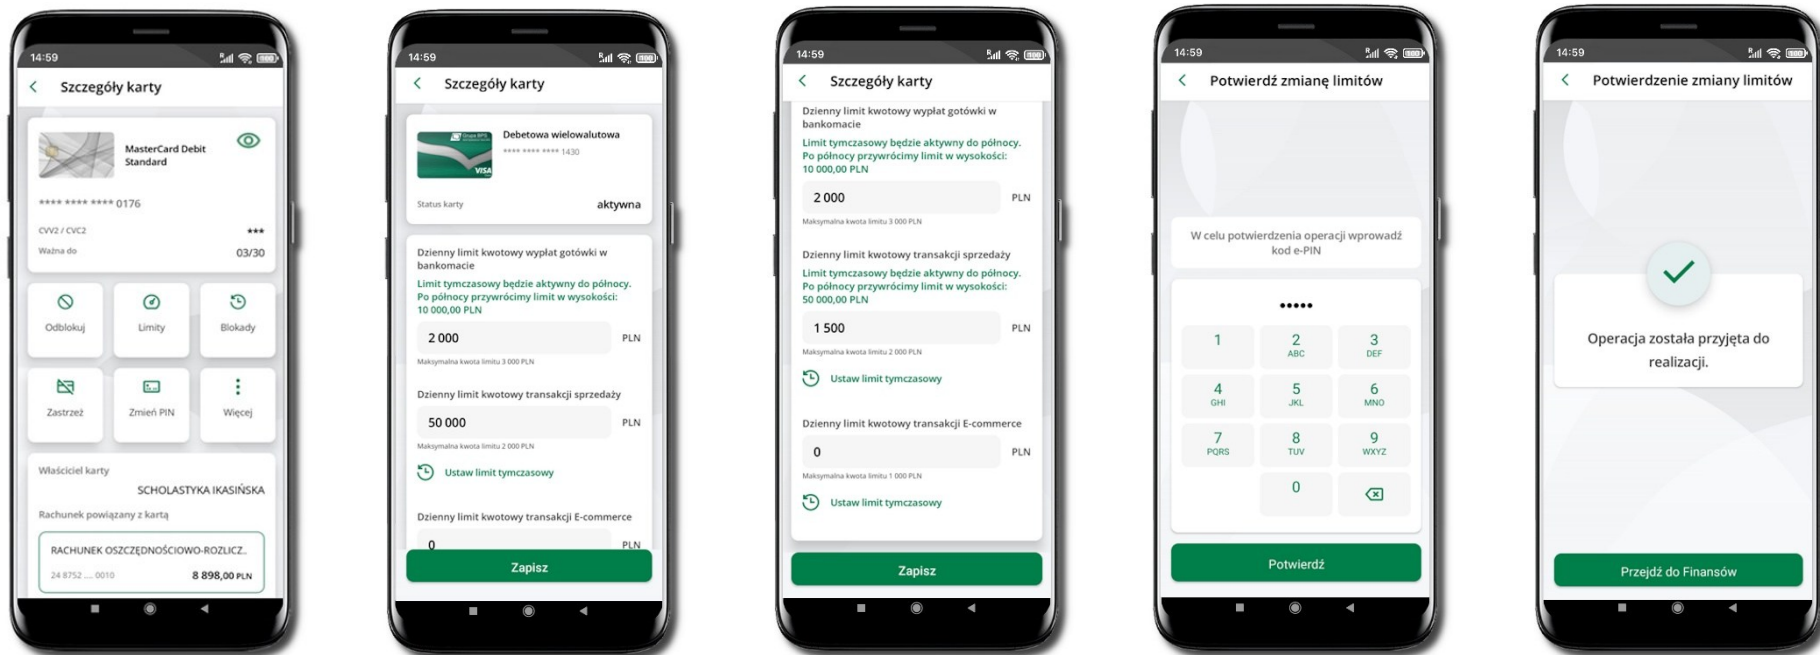 14:59
Szczegóły karty
MasterCard Debit
Standard
**** **** **** 0176
CVV2 / CVC2 ***
Ważna do 03/30
Odblokuj Limity Blokady
Zastrzeż Zmień PIN Więcej
Właściciel karty
SCHOLASTYKA IKASIŃSKA
Rachunek powiązany z kartą
RACHUNEK OSZCZĘDNOŚCIOWO-ROZLICZ..
24 8752 .... 0010 8 898,00 PLN
14:59
Szczegóły karty
Grupa BPS
VISA
Debetowa wielowalutowa
**** **** **** 1430
Status karty aktywna
Dzienny limit kwotowy wypłat gotówki w
bankomacie
Limit tymczasowy będzie aktywny do północy.
Po północy przywrócimy limit w wysokości:
10 000,00 PLN
2 000 PLN
Maksymalna kwota limitu 3 000 PLN
Dzienny limit kwotowy transakcji sprzedaży
50 000 PLN
Maksymalna kwota limitu 2 000 PLN
Ustaw limit tymczasowy
Dzienny limit kwotowy transakcji E-commerce
0 PLN
Zapisz
14:59
Szczegóły karty
Dzienny limit kwotowy wypłat gotówki w
bankomacie
Limit tymczasowy będzie aktywny do północy.
Po północy przywrócimy limit w wysokości:
10 000,00 PLN
2 000 PLN
Maksymalna kwota limitu 3 000 PLN
Dzienny limit kwotowy transakcji sprzedaży
Limit tymczasowy będzie aktywny do północy.
Po północy przywrócimy limit w wysokości:
50 000,00 PLN
1 500 PLN
Maksymalna kwota limitu 2 000 PLN
Ustaw limit tymczasowy
Dzienny limit kwotowy transakcji E-commerce
0 PLN
Maksymalna kwota limitu 1 000 PLN
Ustaw limit tymczasowy
Zapisz
14:59
Potwierdź zmianę limitów
W celu potwierdzenia operacji wprowadź
kod e-PIN
•••••
1 2 3
ABC DEF
4 5 6
GHI JKL MNO
7 8 9
PQRS TUV WXYZ
0
Potwierdź
14:59
Potwierdzenie zmiany limitów
Operacja została przyjęta do
realizacji.
Przejdź do Finansów